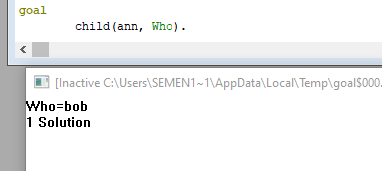 goal
child(ann, Who).
[Inactive C:\Users\SEMEN1~1\AppData\Local\Temp\goal$000.
Who=bob
1 Solution